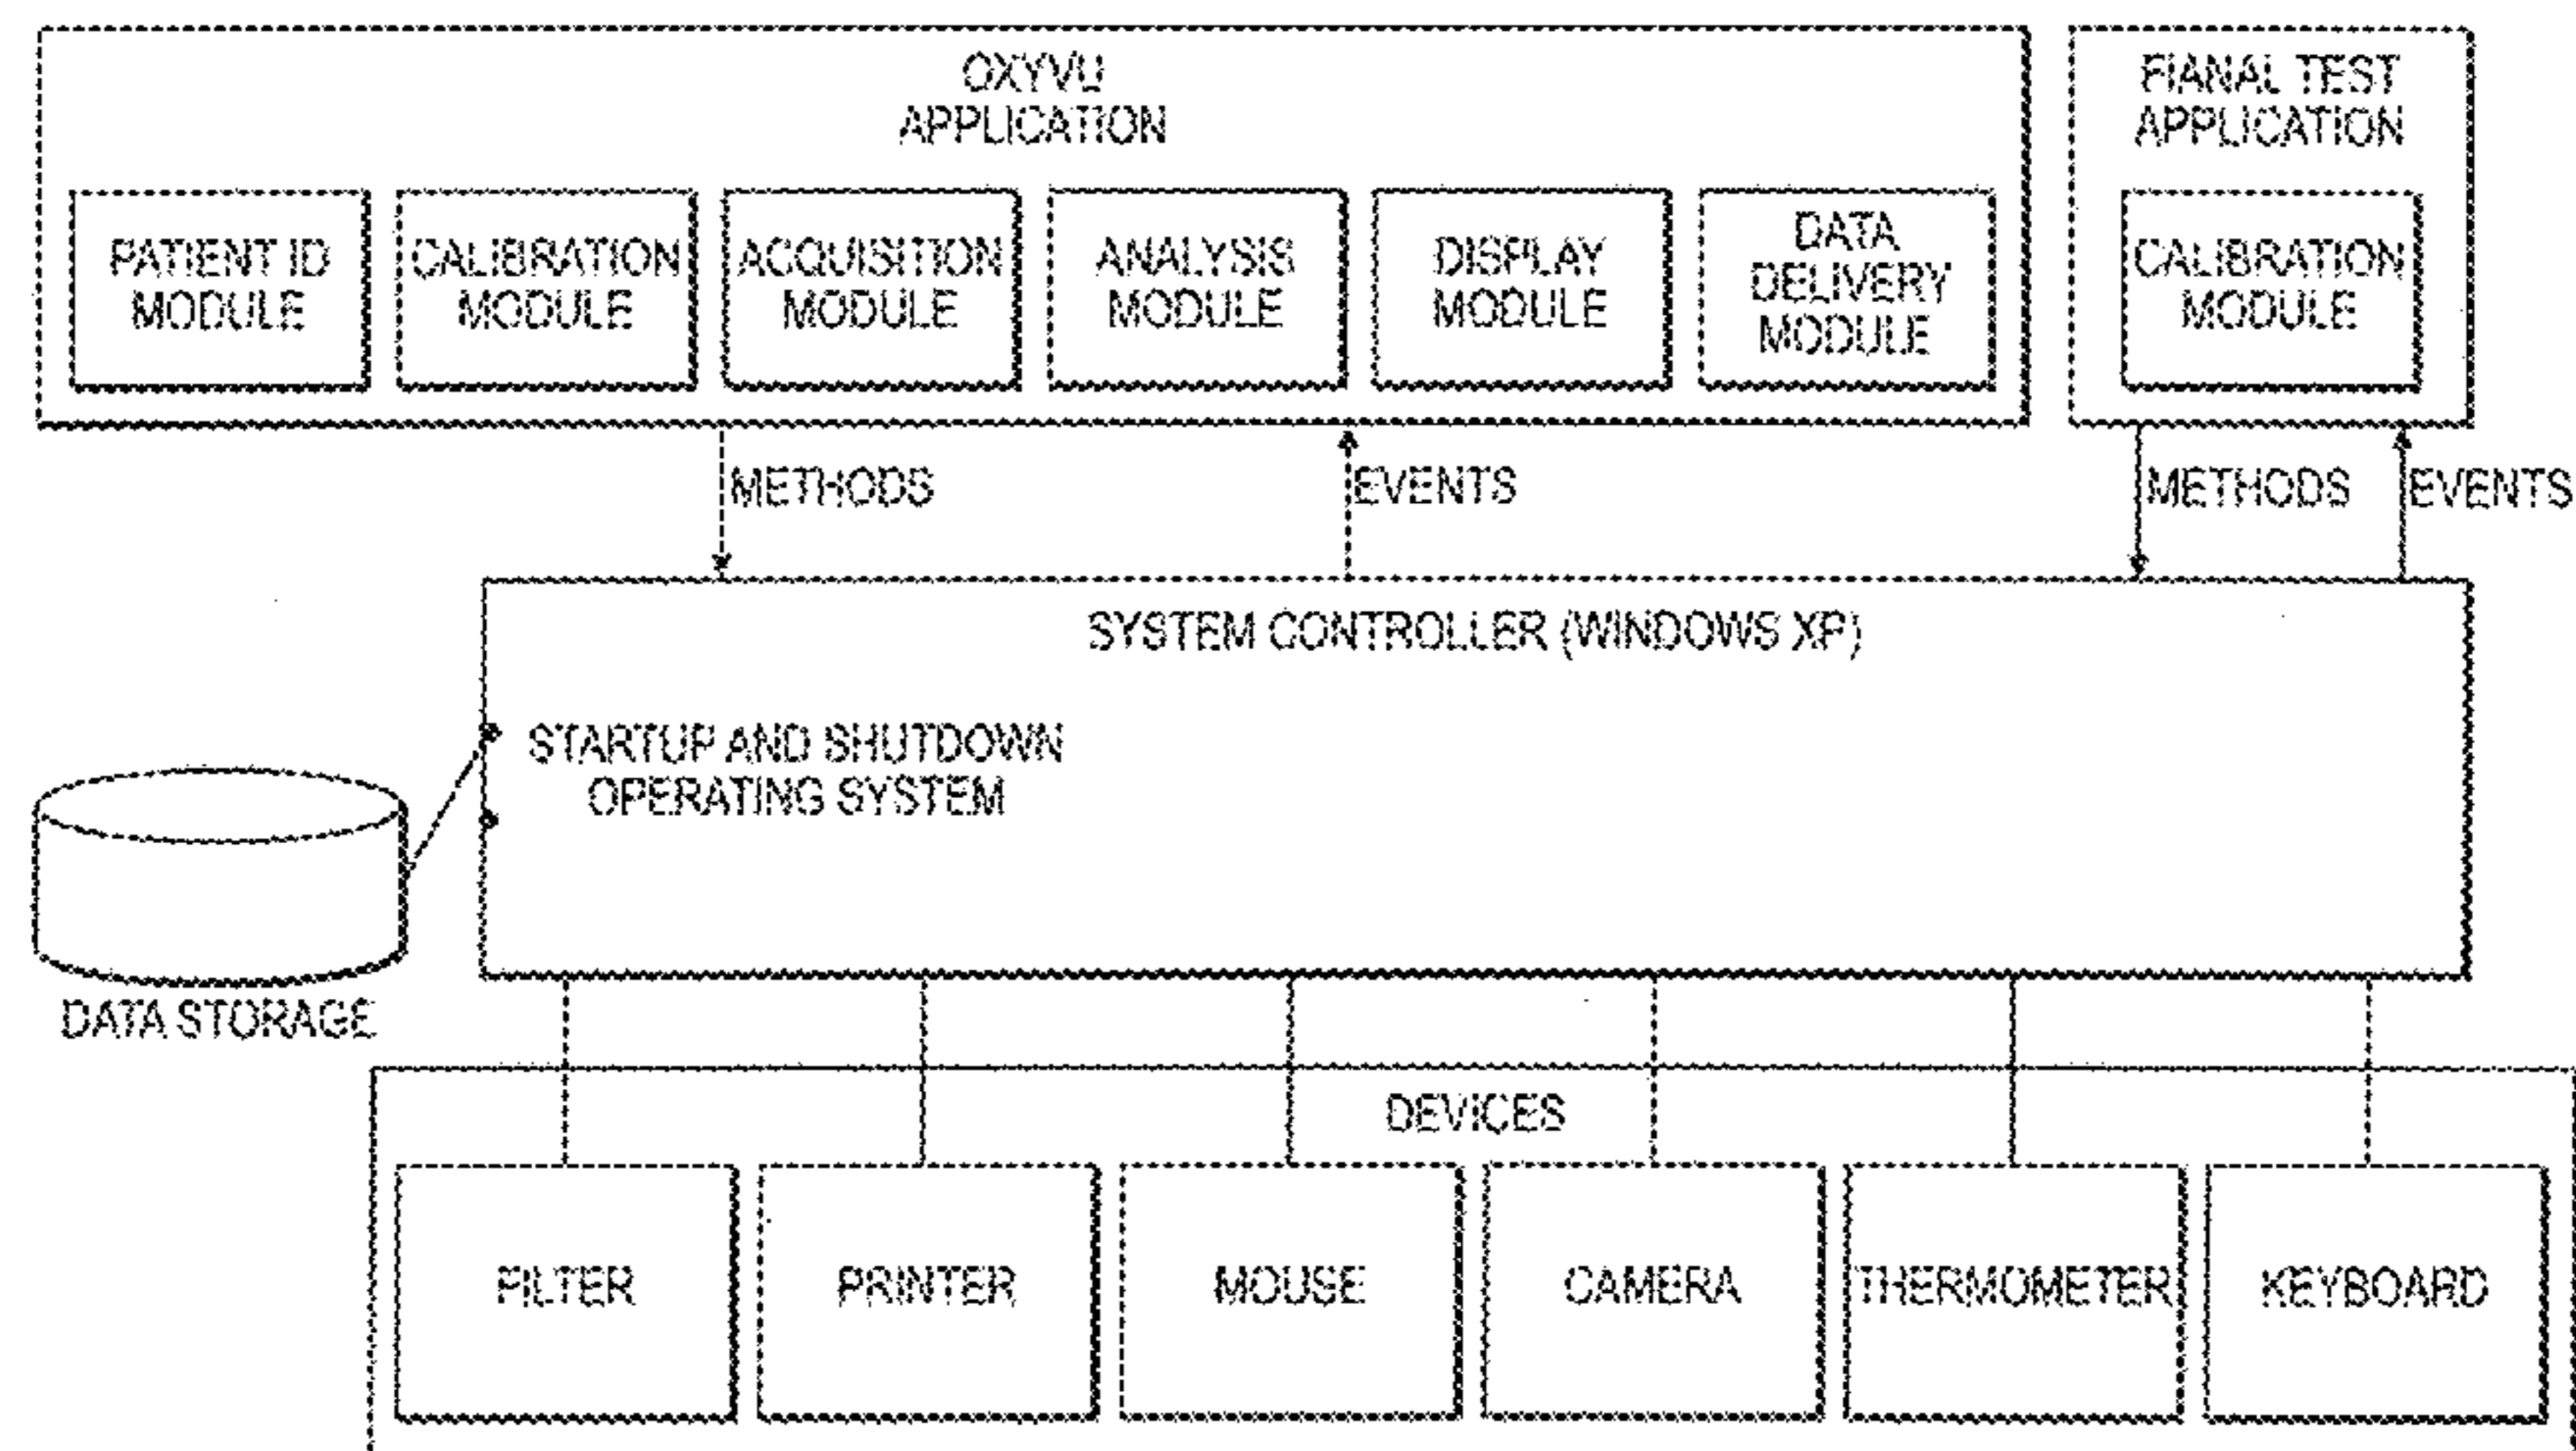 OXYVU
APPLICATION
PATIENT ID
MODULE
CALIBRATION
MODULE
ACQUISITION
MODULE
ANALYSIS
MODULE
DISPLAY
MODULE
DATA
DELIVERY
MODULE
FIANAL TEST
APPLICATION
CALIBRATION
MODULE
METHODS
EVENTS
METHODS
EVENTS
SYSTEM CONTROLLER (WINDOWS XP)
STARTUP AND SHUTDOWN
OPERATING SYSTEM
DATA STORAGE
DEVICES
FILTER
PRINTER
MOUSE
CAMERA
THERMOMETER
KEYBOARD